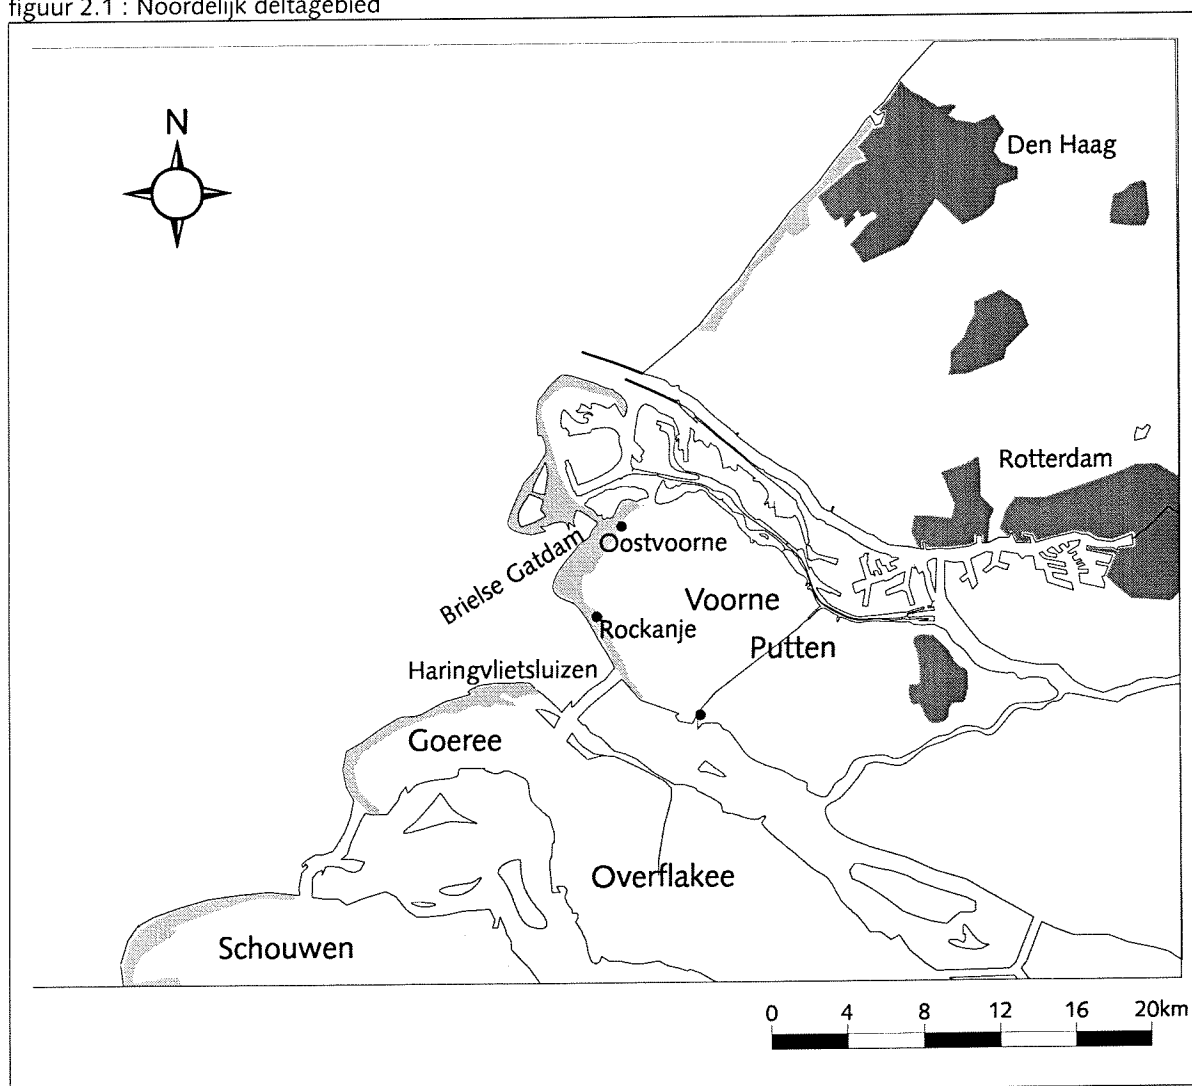 figuur 2.1 : Noordelijk deltagebied
N
Den Haag
Rotterdam
Oostvoorne
Brielse Gatdam
Voorne
Rockanje
Putten
Haringvlietsluizen
Goeree
Overflakee
Schouwen
0 4 8 12 16 20km